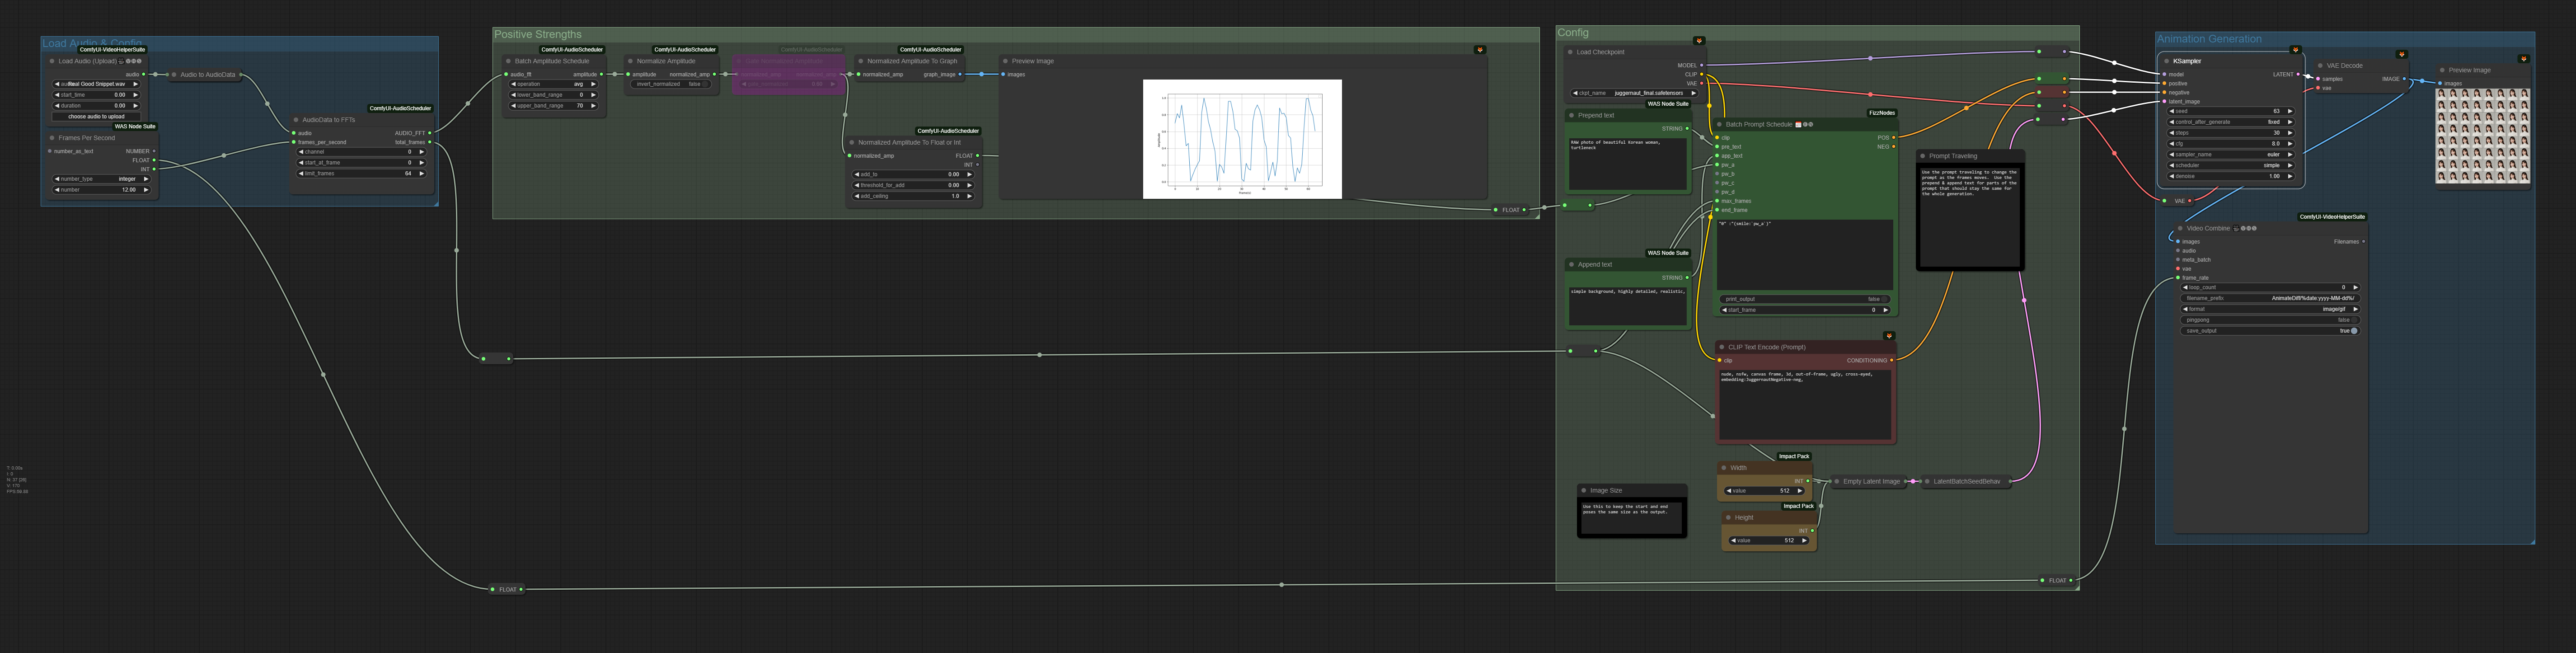 Load Audio & Config
ComfyUI-VideoHelperSuite
Load Audio (Upload)
audio
Real Good Snippet.wav
start_time 0.00
duration 0.00
choose audio to upload
Audio to AudioData
WAS Node Suite
Frames Per Second
number_as_text NUMBER
FLOAT
INT
number_type integer
number 12.00
ComfyUI-AudioScheduler
AudioData to FFTs
audio AUDIO_FFT
frames_per_second total_frames
channel 0
start_at_frame 0
limit_frames 64
Positive Strengths
ComfyUI-AudioScheduler
Batch Amplitude Schedule
audio_fft amplitude
operation avg
lower_band_range 0
upper_band_range 70
ComfyUI-AudioScheduler
Normalize Amplitude
amplitude normalized_amp
invert_normalized false
ComfyUI-AudioScheduler
ComfyUI-AudioScheduler
Normalized Amplitude To Graph
normalized_amp graph_image
ComfyUI-AudioScheduler
Normalized Amplitude To Float or Int
normalized_amp FLOAT
INT
add_to 0.00
threshold_for_add 0.00
add_ceiling 1.0
Preview Image
images
FLOAT
FLOAT
Config
Load Checkpoint
MODEL
CLIP
VAE
ckpt_name juggernaut_final.safetensors
WAS Node Suite
Prepend text
STRING
RAW photo of beautiful Korean woman,
turtleneck
WAS Node Suite
Append text
STRING
simple background, highly detailed, realistic,
FizzNodes
Batch Prompt Schedule
clip POS
pre_text NEG
app_text
pw_a
pw_b
pw_c
pw_d
max_frames
end_frame
"0" :"(smile:`pw_a`)"
print_output false
start_frame 0
CLIP Text Encode (Prompt)
clip CONDITIONING
nude, nsfw, canvas frame, 3d, out-of-frame, ugly, cross-eyed,
embedding:JuggernautNegative-neg,
Prompt Traveling
Use the prompt traveling to change the
prompt as the frames moves. Use the
prepend & append text for parts of the
prompt that should stay the same for
the whole generation.
Image Size
Use this to keep the start and end
poses the same size as the output.
Impact Pack
Width
INT
value 512
Impact Pack
Height
INT
value 512
Empty Latent Image
LatentBatchSeedBehav
FLOAT
Animation Generation
KSampler
model LATENT
positive
negative
latent_image
seed 63
control_after_generate fixed
steps 30
cfg 8.0
sampler_name euler
scheduler simple
denoise 1.00
VAE
VAE Decode
samples IMAGE
vae
Preview Image
images
ComfyUI-VideoHelperSuite
Video Combine
images Filenames
audio
meta_batch
vae
frame_rate
loop_count 0
filename_prefix AnimateDiff/%date:yyyy-MM-dd%/
format image/gif
pingpong false
save_output true